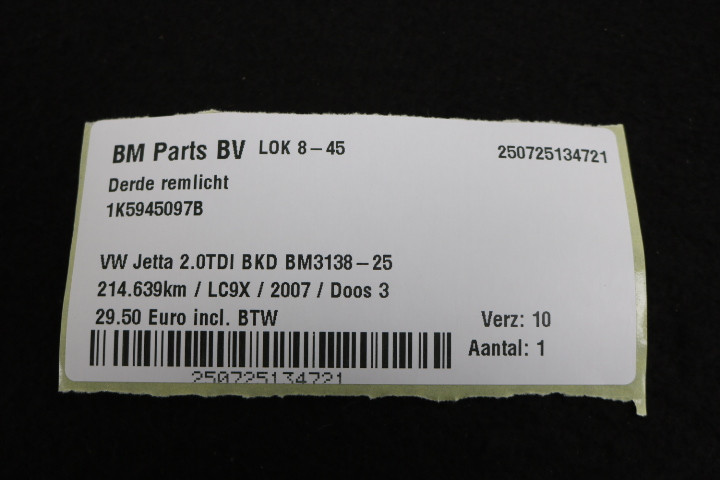 BM Parts BV LOK 8-45 250725134721
Derde remlicht
1K5945097B
VW Jetta 2.0TDI BKD BM3138-25
214.639km / LC9X / 2007 / Doos 3
29.50 Euro incl. BTW Verz: 10
Aantal: 1
250725134721